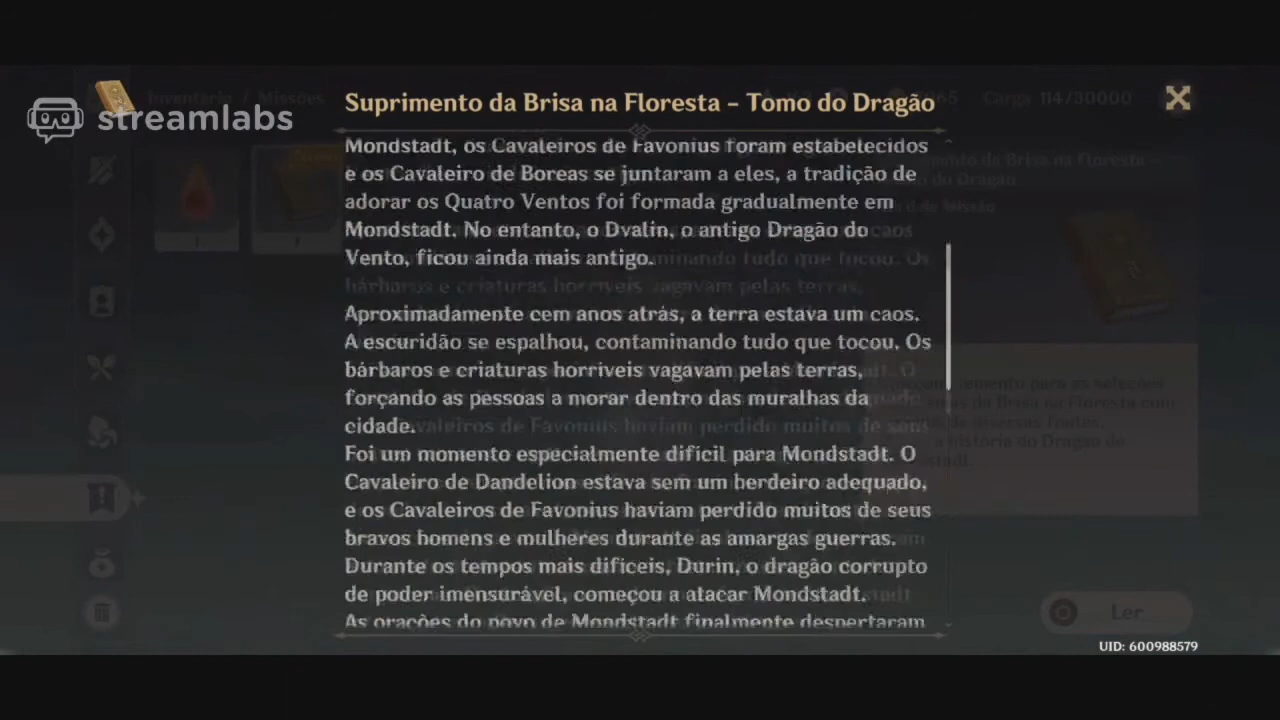 Inventário / Missões
Carga 114/30000
streamlabs
Suprimento da Brisa na Floresta – Tomo do Dragão
Mondstadt, os Cavaleiros de Favonius foram estabelecidos
e os Cavaleiro de Boreas se juntaram a eles, a tradição de
adorar os Quatro Ventos foi formada gradualmente em
Mondstadt. No entanto, o Dvalin, o antigo Dragão do
Vento, ficou ainda mais antigo.
Aproximadamente cem anos atrás, a terra estava um caos.
A escuridão se espalhou, contaminando tudo que tocou. Os
bárbaros e criaturas horríveis vagavam pelas terras,
forçando as pessoas a morar dentro das muralhas da
cidade.
Foi um momento especialmente difícil para Mondstadt. O
Cavaleiro de Dandelion estava sem um herdeiro adequado,
e os Cavaleiros de Favonius haviam perdido muitos de seus
bravos homens e mulheres durante as amargas guerras.
Durante os tempos mais difíceis, Durin, o dragão corrupto
de poder imensurável, começou a atacar Mondstadt.
As orações do povo de Mondstadt finalmente despertaram
Ler
UID: 600988579